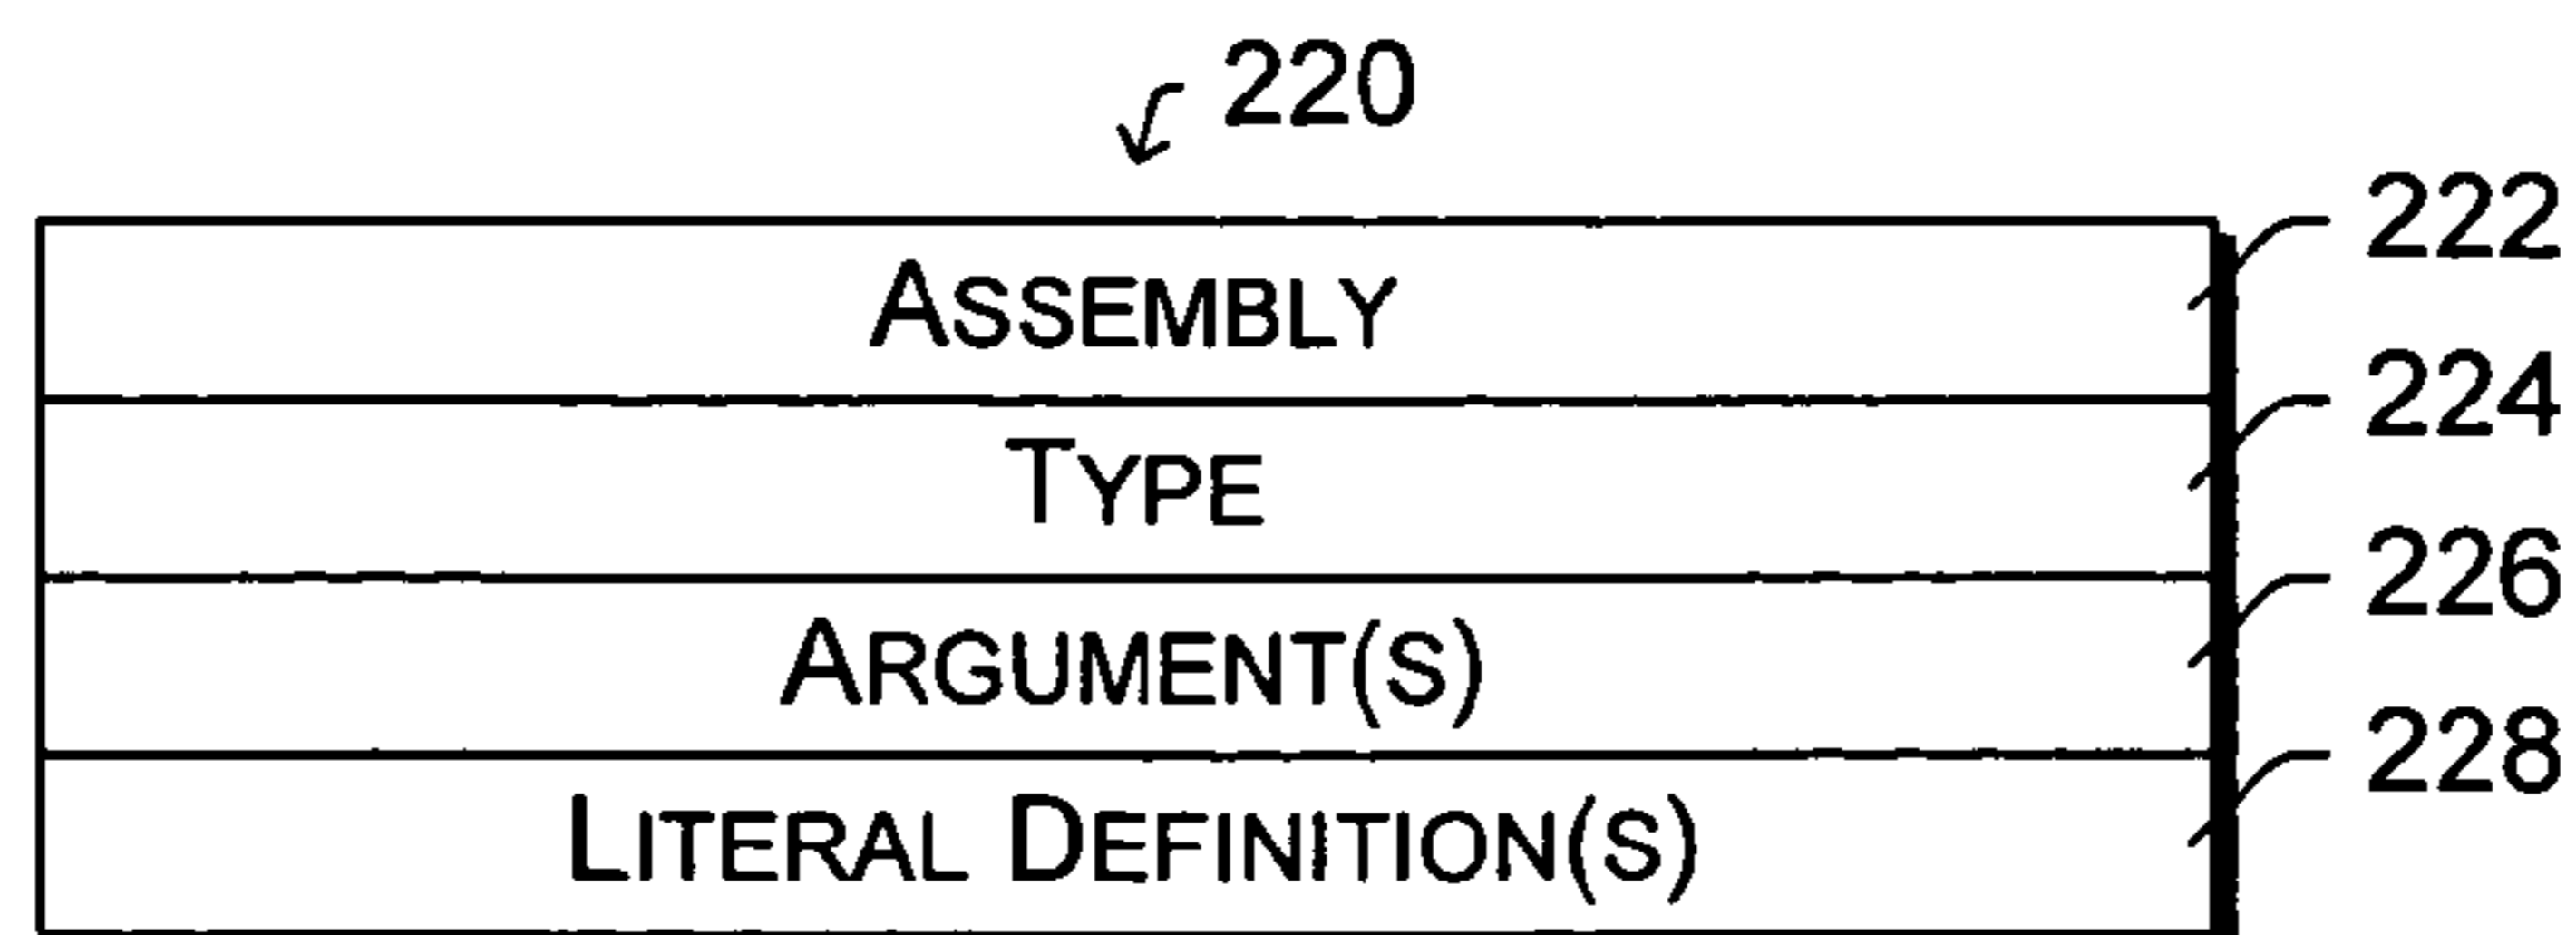 220
ASSEMBLY 222
TYPE 224
ARGUMENT(S) 226
LITERAL DEFINITION(S) 228